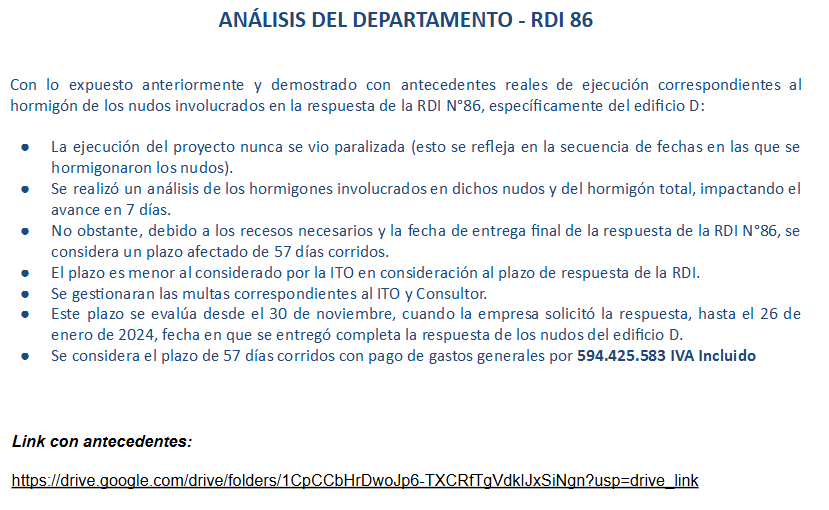 ANÁLISIS DEL DEPARTAMENTO - RDI 86
Con lo expuesto anteriormente y demostrado con antecedentes reales de ejecución correspondientes al
hormigón de los nudos involucrados en la respuesta de la RDI N°86, específicamente del edificio D:
● La ejecución del proyecto nunca se vio paralizada (esto se refleja en la secuencia de fechas en las que se
hormigonaron los nudos).
● Se realizó un análisis de los hormigones involucrados en dichos nudos y del hormigón total, impactando el
avance en 7 días.
● No obstante, debido a los recesos necesarios y la fecha de entrega final de la respuesta de la RDI N°86, se
considera un plazo afectado de 57 días corridos.
● El plazo es menor al considerado por la ITO en consideración al plazo de respuesta de la RDI.
● Se gestionaran las multas correspondientes al ITO y Consultor.
● Este plazo se evalúa desde el 30 de noviembre, cuando la empresa solicitó la respuesta, hasta el 26 de
enero de 2024, fecha en que se entregó completa la respuesta de los nudos del edificio D.
● Se considera el plazo de 57 días corridos con pago de gastos generales por 594.425.583 IVA Incluido
Link con antecedentes:
https://drive.google.com/drive/folders/1CpCCbHrDwoJp6-TXCRfTgVdklJxSiNgn?usp=drive_link